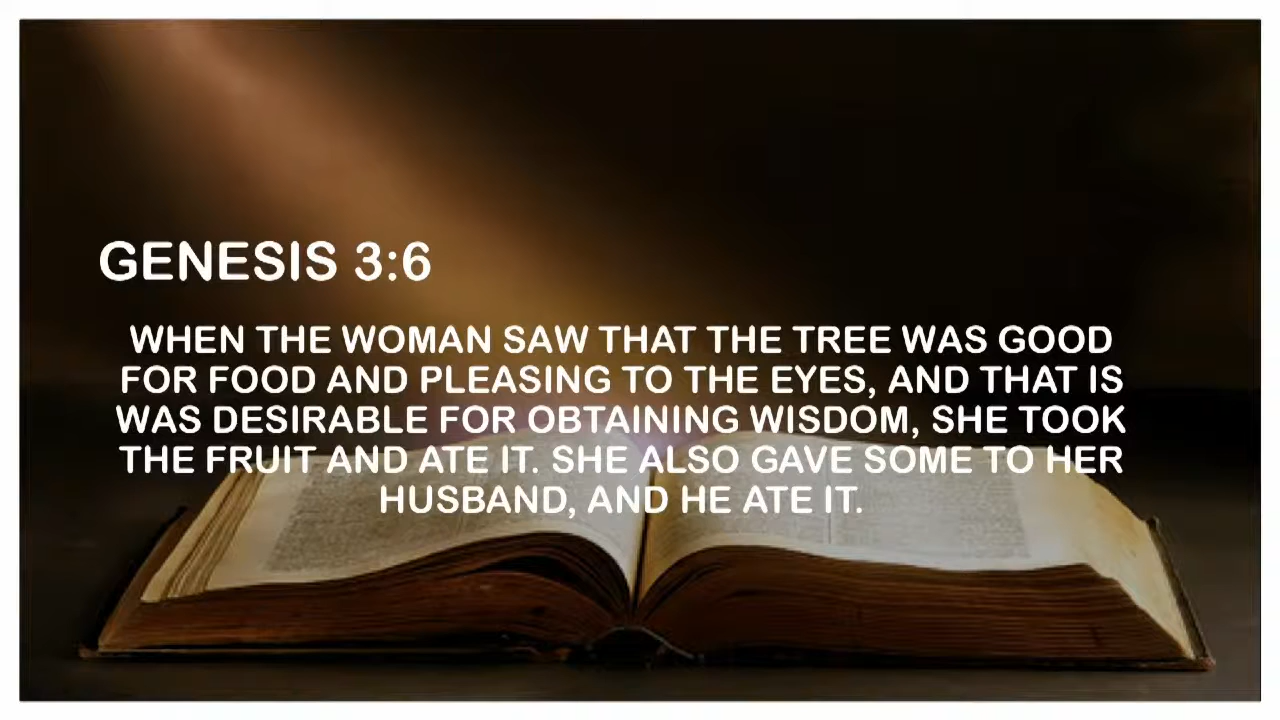 GENESIS 3:6
WHEN THE WOMAN SAW THAT THE TREE WAS GOOD
FOR FOOD AND PLEASING TO THE EYES, AND THAT IS
WAS DESIRABLE FOR OBTAINING WISDOM, SHE TOOK
THE FRUIT AND ATE IT. SHE ALSO GAVE SOME TO HER
HUSBAND, AND HE ATE IT.